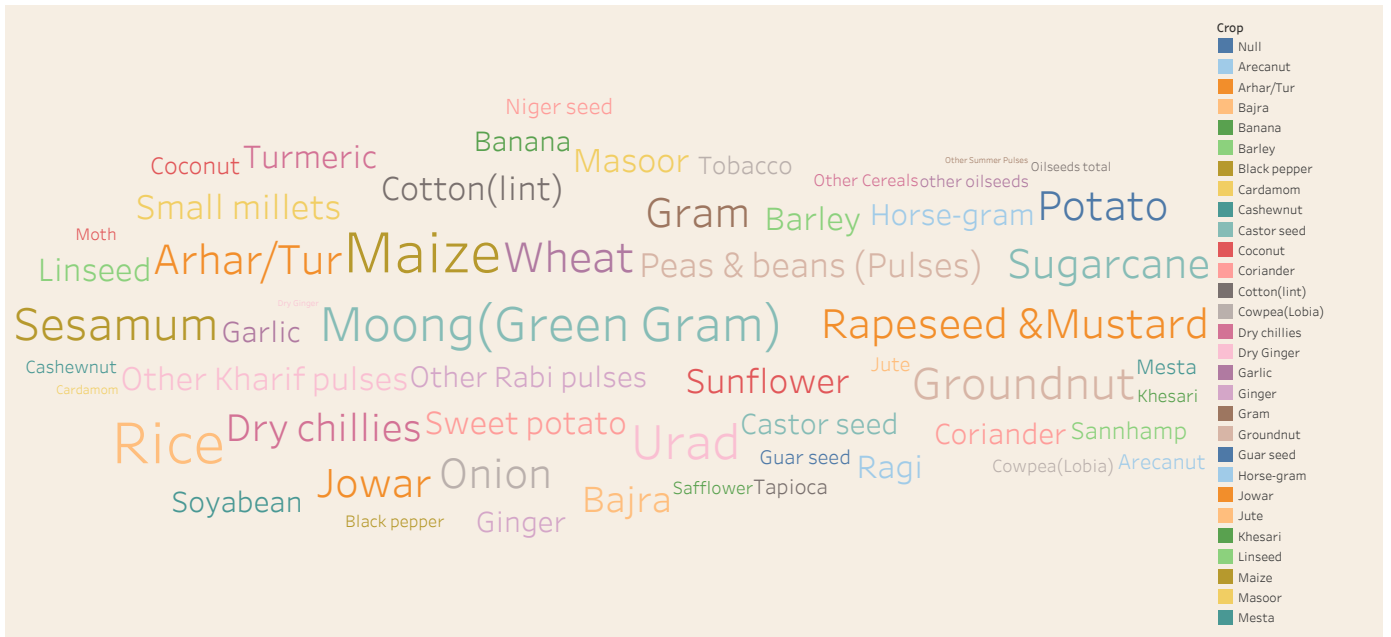 Niger seed
Banana
Masoor
Tobacco
Other Summer Pulses
Oilseeds total
Coconut
Turmeric
Cotton(lint)
Other Cereals
other oilseeds
Small millets
Gram
Barley
Horse-gram
Potato
Moth
Linseed
Arhar/Tur
Maize
Wheat
Peas & beans (Pulses)
Sugarcane
Dry Ginger
Sesamum
Garlic
Moong(Green Gram)
Rapeseed &Mustard
Cashewnut
Cardamom
Other Kharif pulses
Other Rabi pulses
Sunflower
Jute
Groundnut
Mesta
Khesari
Rice
Dry chillies
Sweet potato
Urad
Castor seed
Coriander
Sannhamp
Guar seed
Ragi
Cowpea(Lobia)
Arecanut
Soyabean
Jowar
Onion
Bajra
Safflower
Tapioca
Black pepper
Ginger
Crop
Null
Arecanut
Arhar/Tur
Bajra
Banana
Barley
Black pepper
Cardamom
Cashewnut
Castor seed
Coconut
Coriander
Cotton(lint)
Cowpea(Lobia)
Dry chillies
Dry Ginger
Garlic
Ginger
Gram
Groundnut
Guar seed
Horse-gram
Jowar
Jute
Khesari
Linseed
Maize
Masoor
Mesta